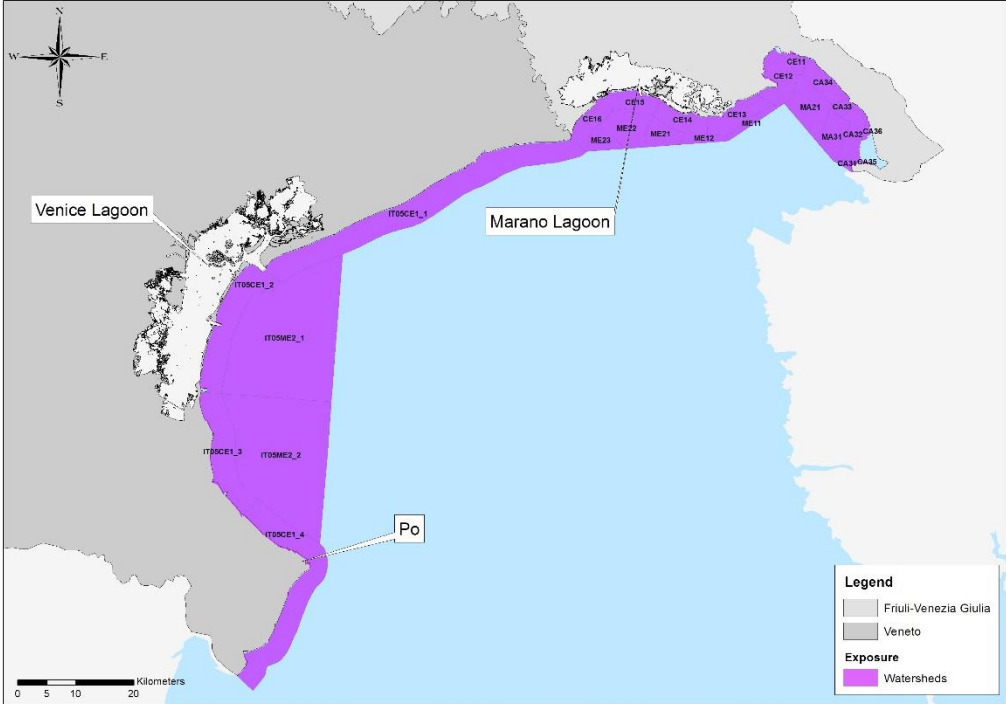 N
W E
S
CE11
CE12
CA34
MA21
CA33
CE15
CE16
CE14
CE13
ME22
ME11
ME23
ME21
ME12
MA31
CA32
CA36
CA31
CA35
Venice Lagoon
IT05CE1_1
Marano Lagoon
IT05CE1_2
IT05ME2_1
IT05CE1_3
IT05ME2_2
IT05CE1_4
Po
Legend
Friuli-Venezia Giulia
Veneto
Exposure
Watersheds
Kilometers
0 5 10 20